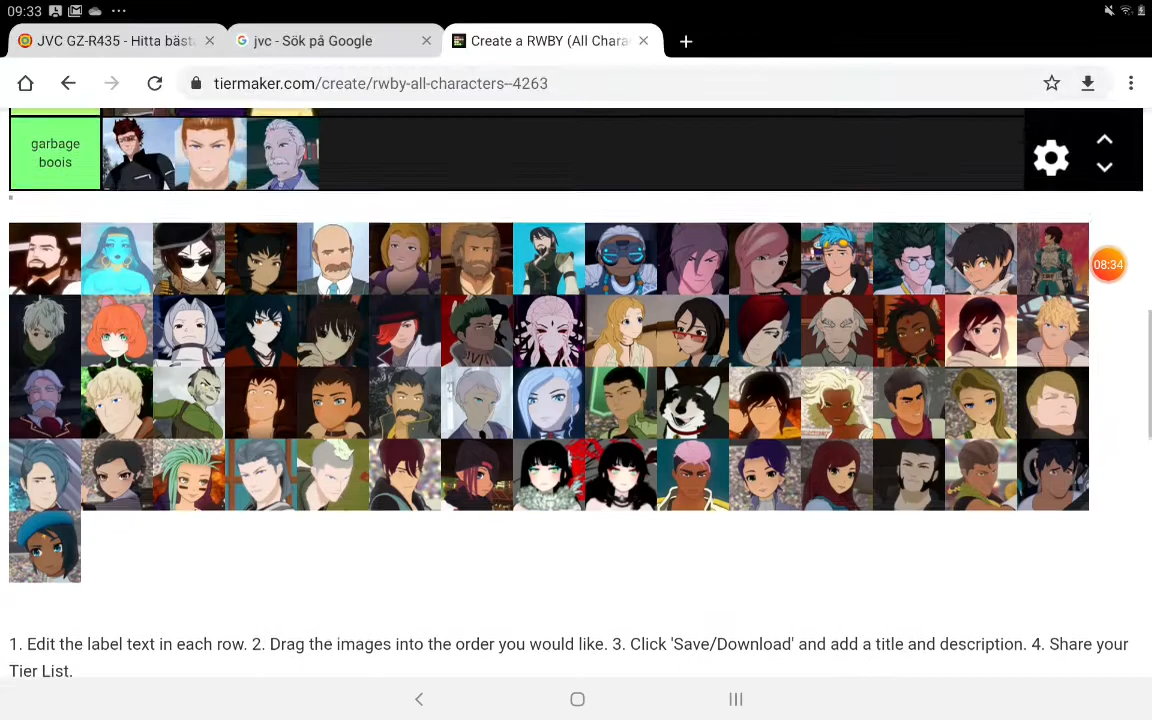 09:33
JVC GZ-R435 - Hitta bäst
jvc - Sök på Google
Create a RWBY (All Chara
tiermaker.com/create/rwby-all-characters--4263
garbage
boois
08:34
1. Edit the label text in each row. 2. Drag the images into the order you would like. 3. Click 'Save/Download' and add a title and description. 4. Share your
Tier List.